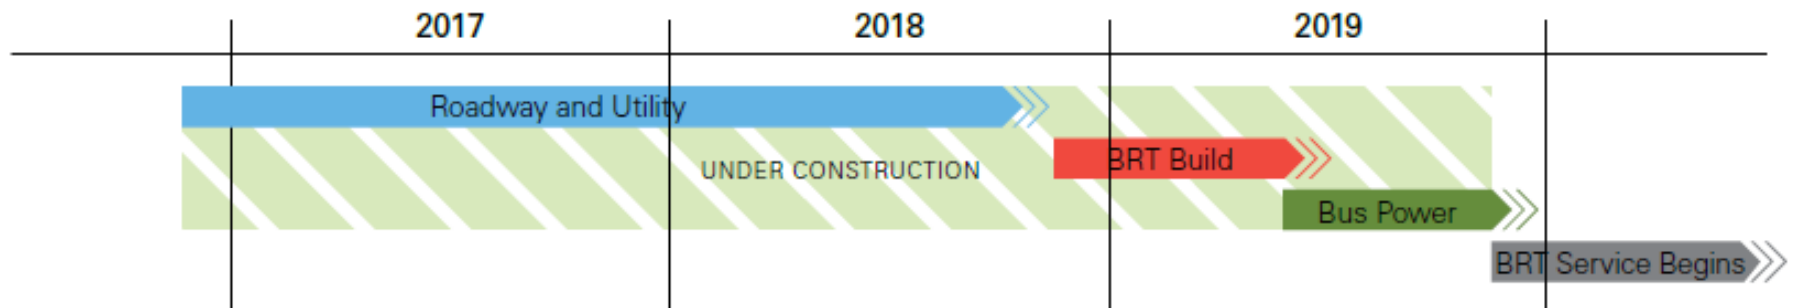 2017
2018
2019
Roadway and Utility
UNDER CONSTRUCTION
BRT Build
Bus Power
BRT Service Begins